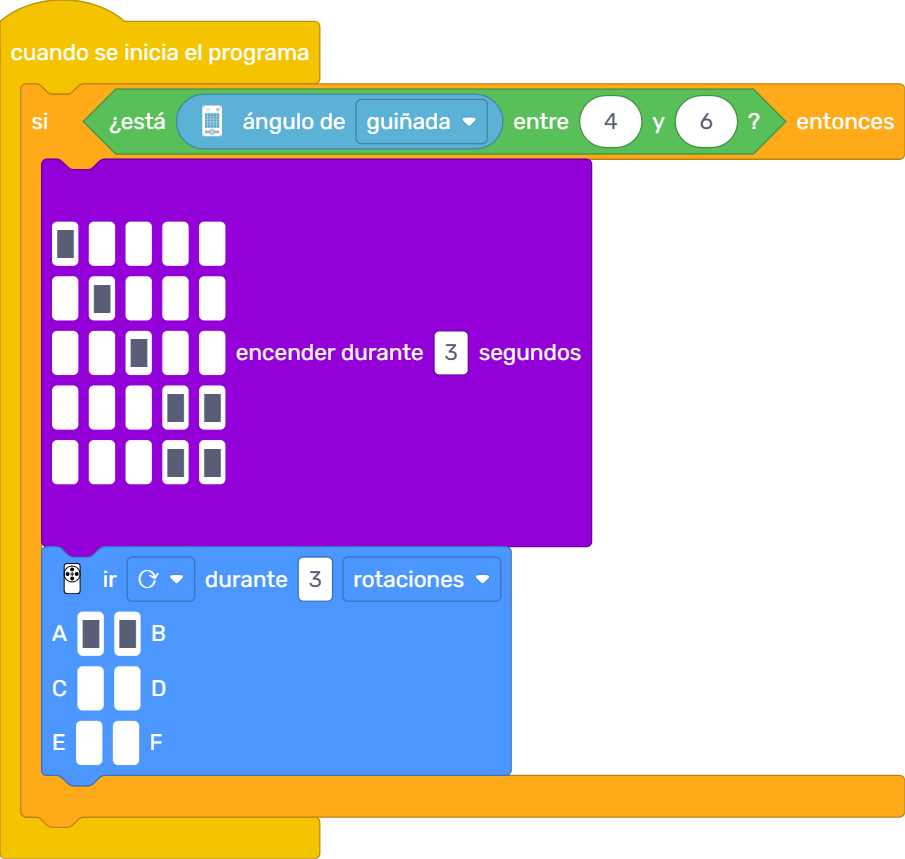 cuando se inicia el programa
si ¿está ángulo de guiñada entre 4 y 6 ? entonces
encender durante 3 segundos
ir durante 3 rotaciones
A B
C D
E F